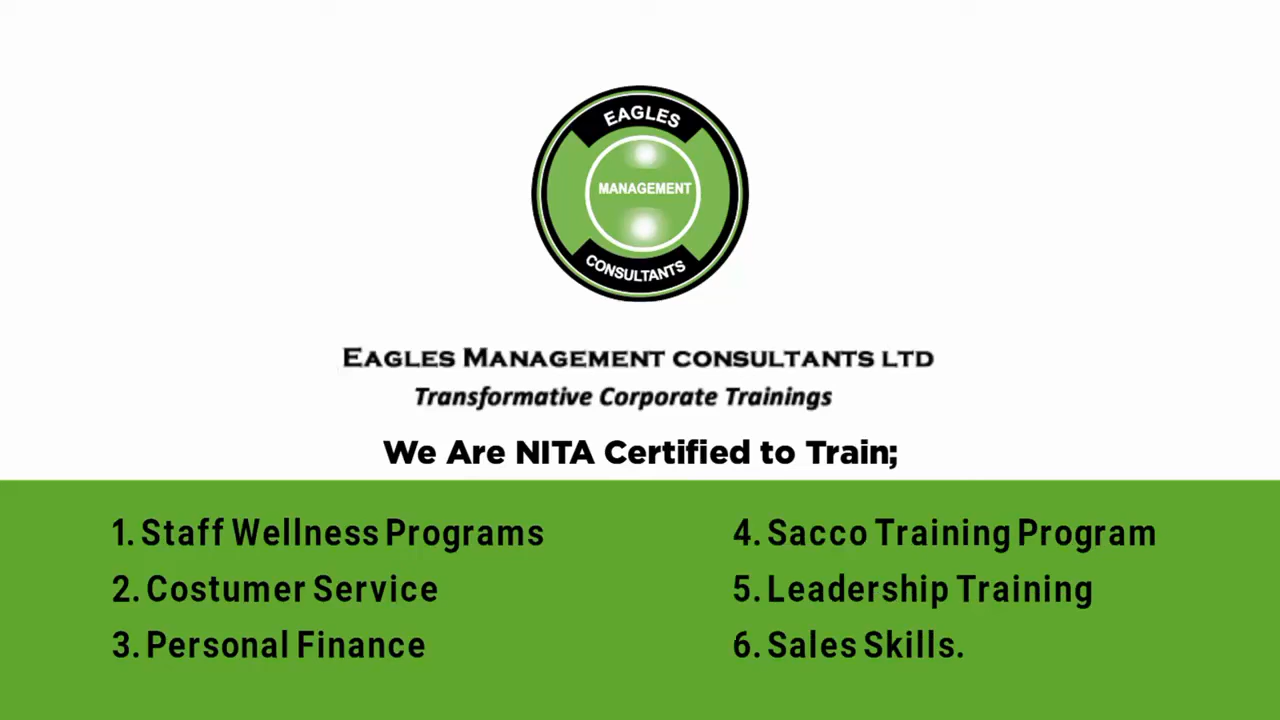 EAGLES
MANAGEMENT
CONSULTANTS
EAGLES MANAGEMENT CONSULTANTS LTD
Transformative Corporate Trainings
We Are NITA Certified to Train;
1. Staff Wellness Programs
2. Costumer Service
3. Personal Finance
4. Sacco Training Program
5. Leadership Training
6. Sales Skills.